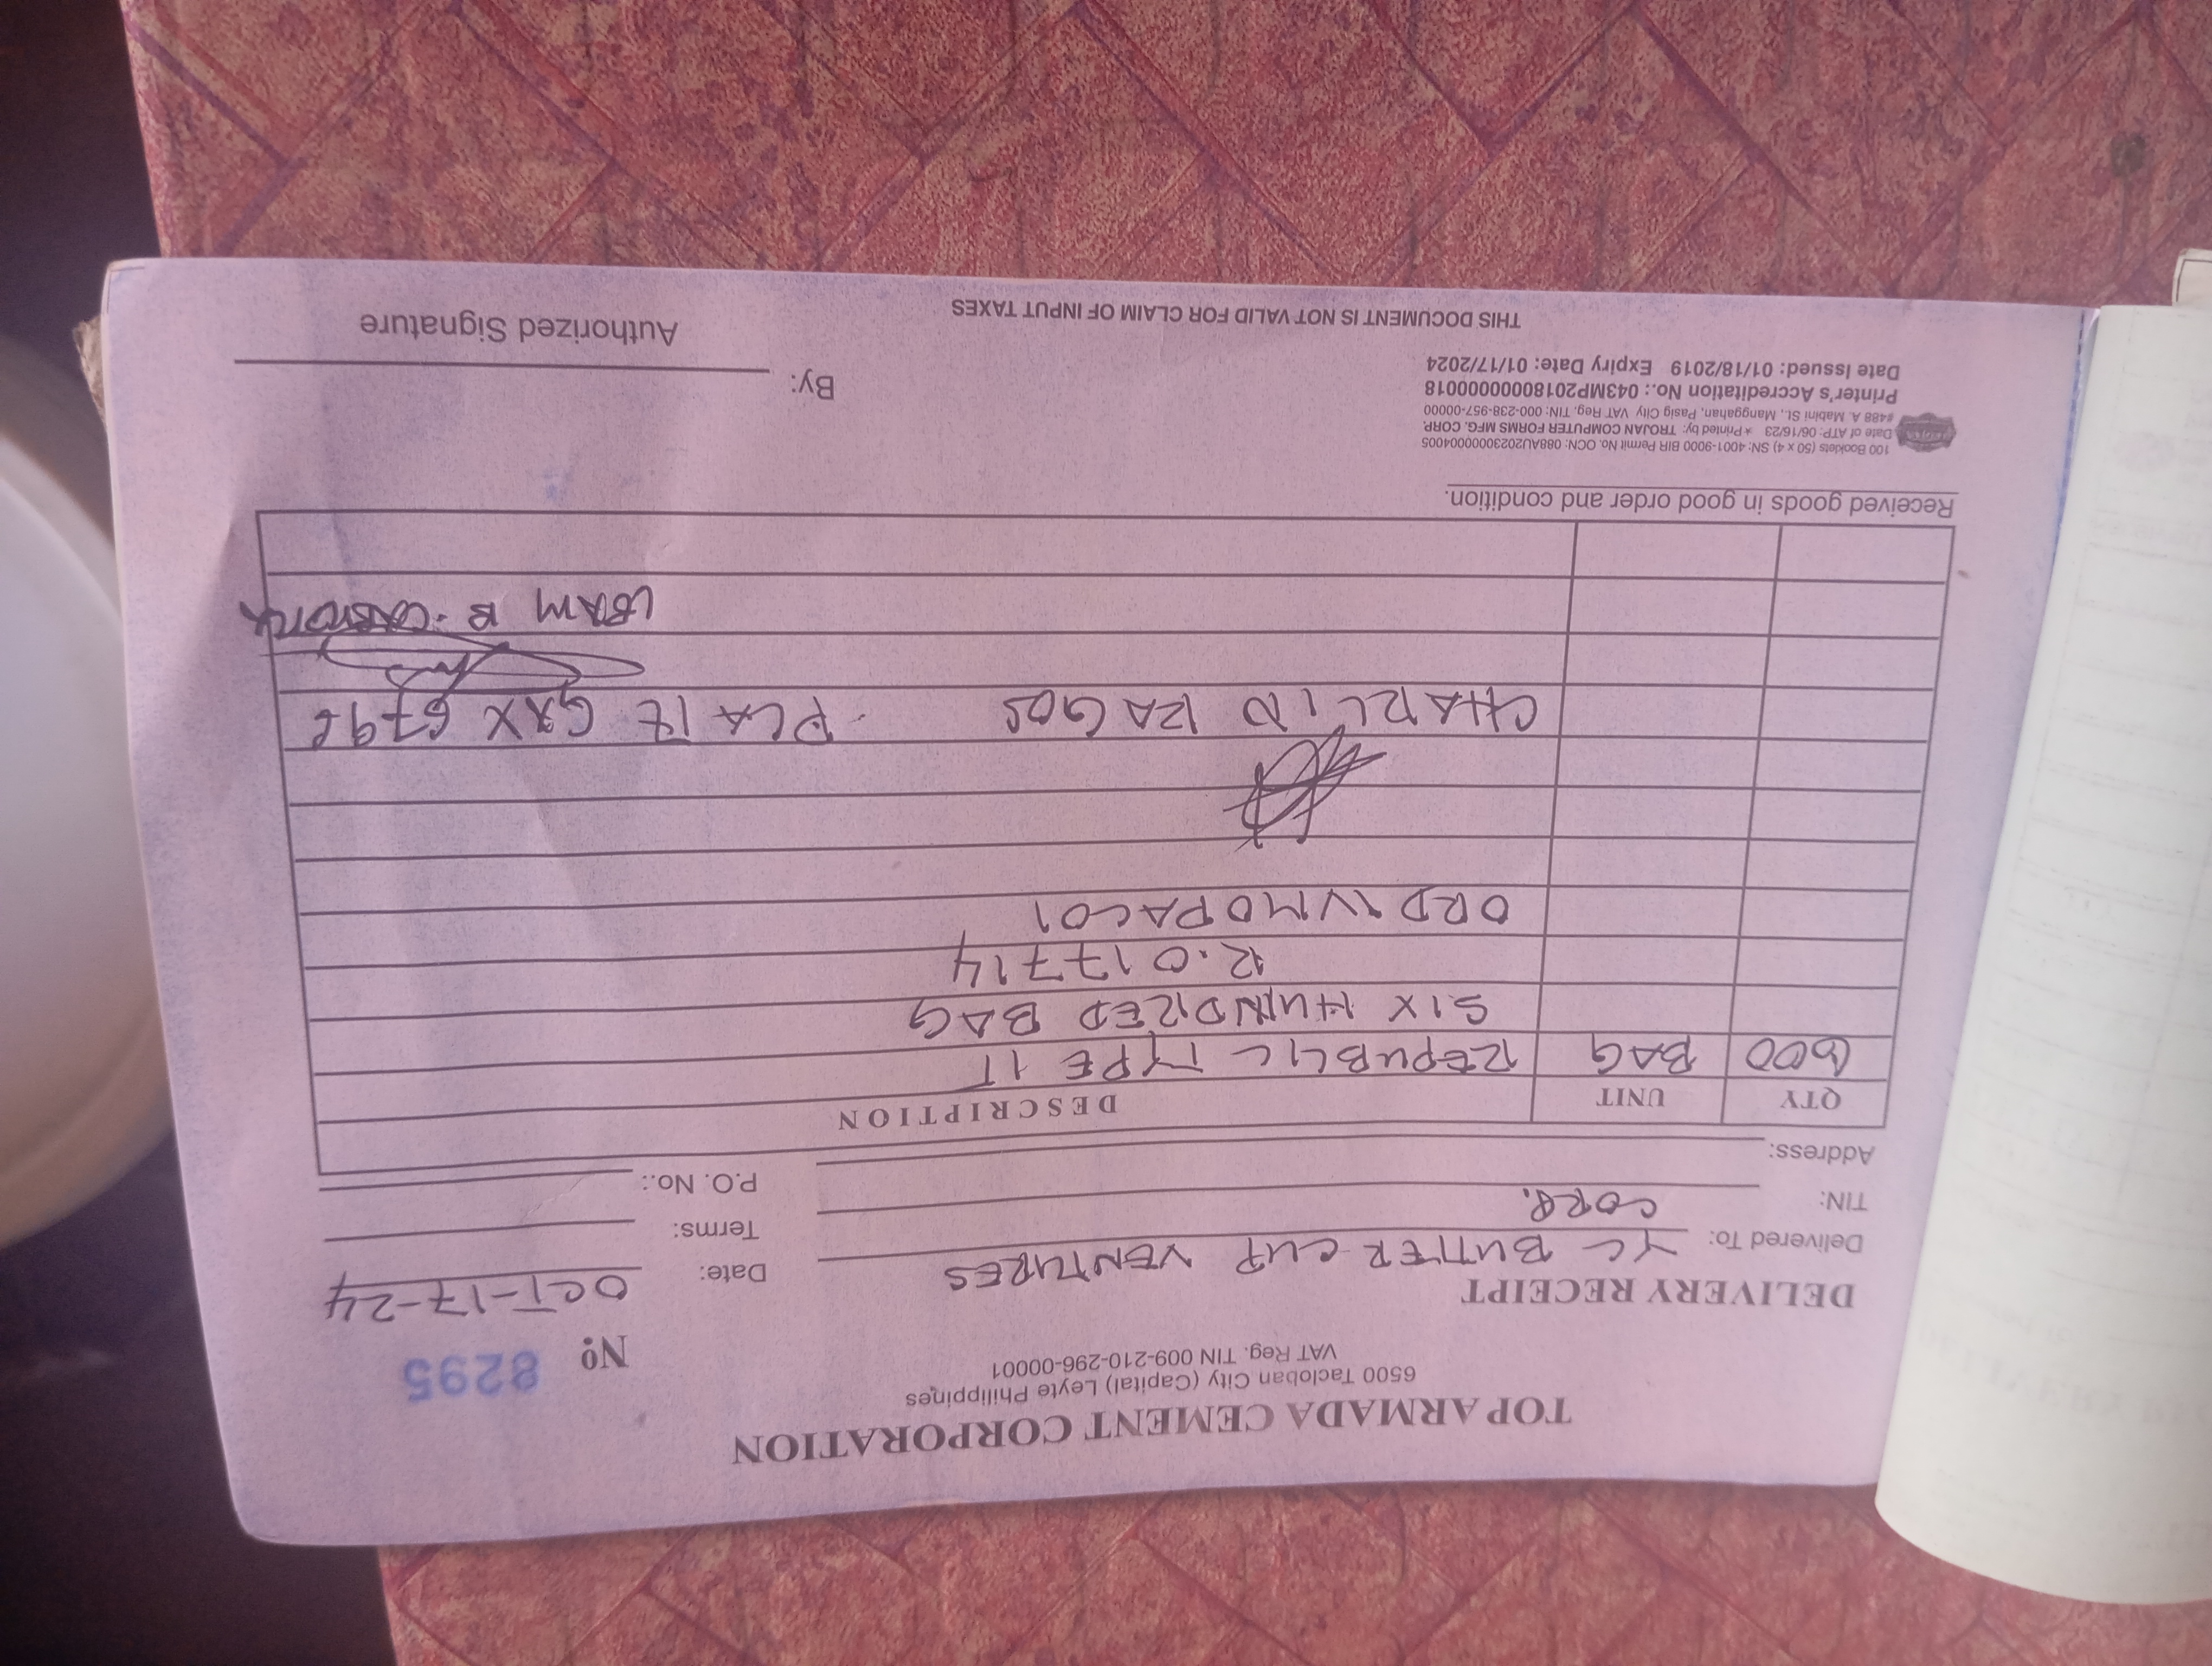 TOP ARMADA CEMENT CORPORATION
6500 Tacloban City (Capital) Leyte Philippines
VAT Reg. TIN 009-210-296-00001
Nº 8295
DELIVERY RECEIPT
Date: OCT-17-24
Delivered To: YC BUTTER CUP VENTURES
CORP.
Terms:
TIN:
P.O. No.:
Address:
QTY UNIT DESCRIPTION
600 BAG REPUBLIC TYPE 1T
SIX HUNDRED BAG
R.017714
ORD NMOPAC01
CHARLIN RAGOS PLATE GAX 6796
Received goods in good order and condition.
100 Booklets (50 x 4) SN: 4001-9000 BIR Permit No. OCN: 088AU20230000004005
Date of ATP: 06/16/23 * Printed by: TROJAN COMPUTER FORMS MFG. CORP.
#488 A. Mabini St., Manggahan, Pasig City VAT Reg. TIN: 000-238-957-00000
Printer's Accreditation No.: 043MP20180000000018
Date Issued: 01/18/2019 Expiry Date: 01/17/2024
By:
Authorized Signature
THIS DOCUMENT IS NOT VALID FOR CLAIM OF INPUT TAXES